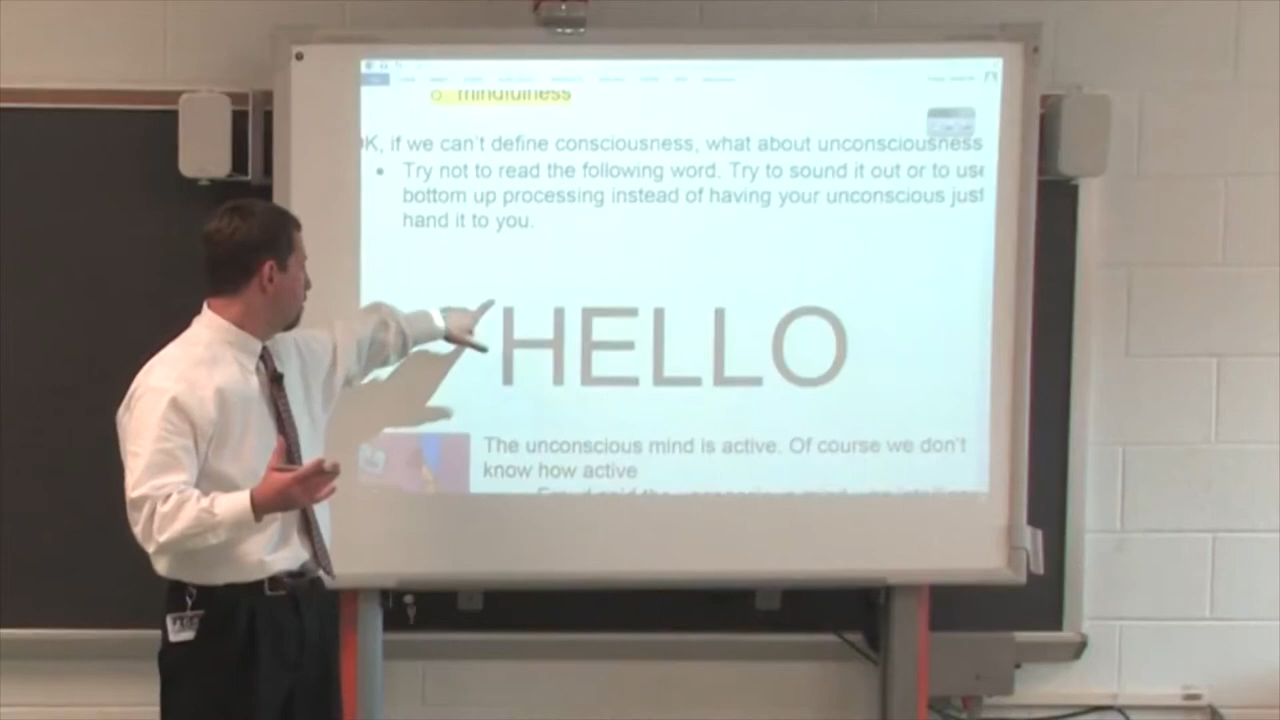 o mindfulness
K, if we can't define consciousness, what about unconsciousness
• Try not to read the following word. Try to sound it out or to use
bottom up processing instead of having your unconscious just
hand it to you.
HELLO
The unconscious mind is active. Of course we don't
know how active